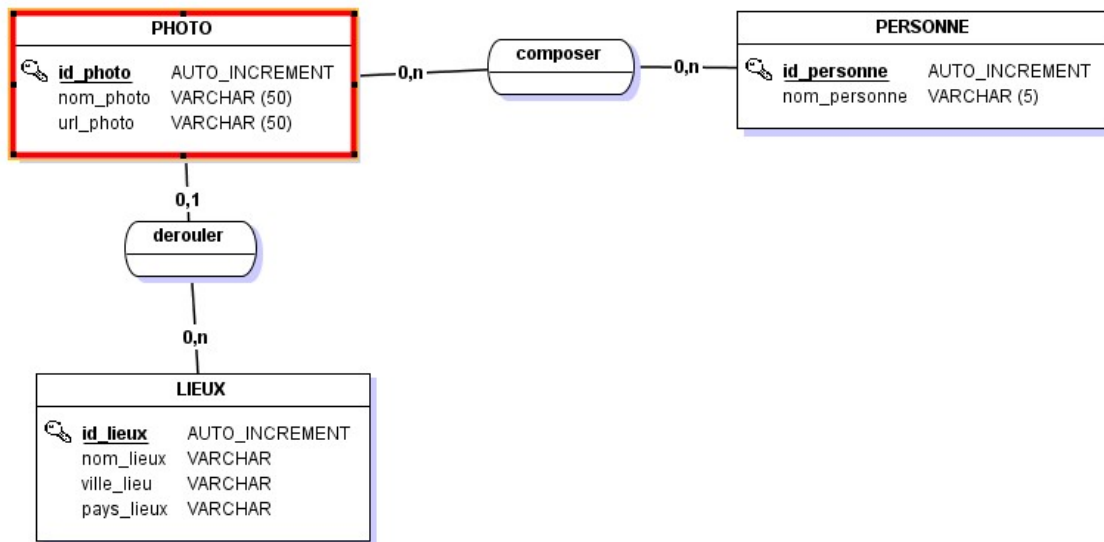 PHOTO
id_photo AUTO_INCREMENT
nom_photo VARCHAR (50)
url_photo VARCHAR (50)
0,n
composer
0,n
PERSONNE
id_personne AUTO_INCREMENT
nom_personne VARCHAR (5)
0,1
derouler
0,n
LIEUX
id_lieux AUTO_INCREMENT
nom_lieux VARCHAR
ville_lieu VARCHAR
pays_lieux VARCHAR